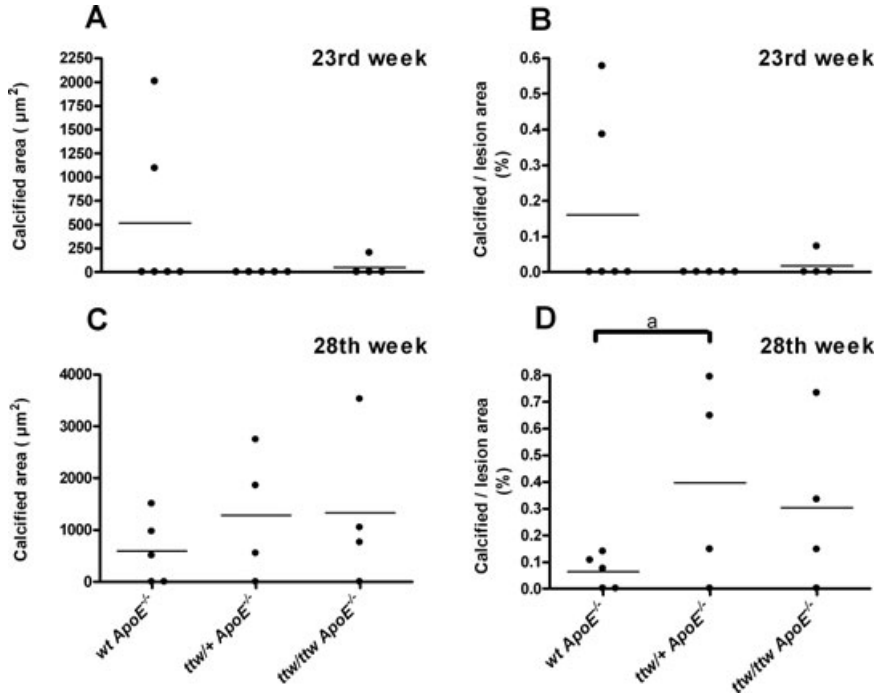 A
23rd week
Calcified area ( µm²)
2250
2000
1750
1500
1250
1000
750
500
250
0
B
23rd week
Calcified / lesion area
(%)
0.6
0.5
0.4
0.3
0.2
0.1
0.0
C
28th week
Calcified area ( µm²)
4000
3000
2000
1000
0
wt ApoE⁻/⁻
ttw/+ ApoE⁻/⁻
ttw/ttw ApoE⁻/⁻
D
a
28th week
Calcified / lesion area
(%)
0.8
0.7
0.6
0.5
0.4
0.3
0.2
0.1
0.0
wt ApoE⁻/⁻
ttw/+ ApoE⁻/⁻
ttw/ttw ApoE⁻/⁻